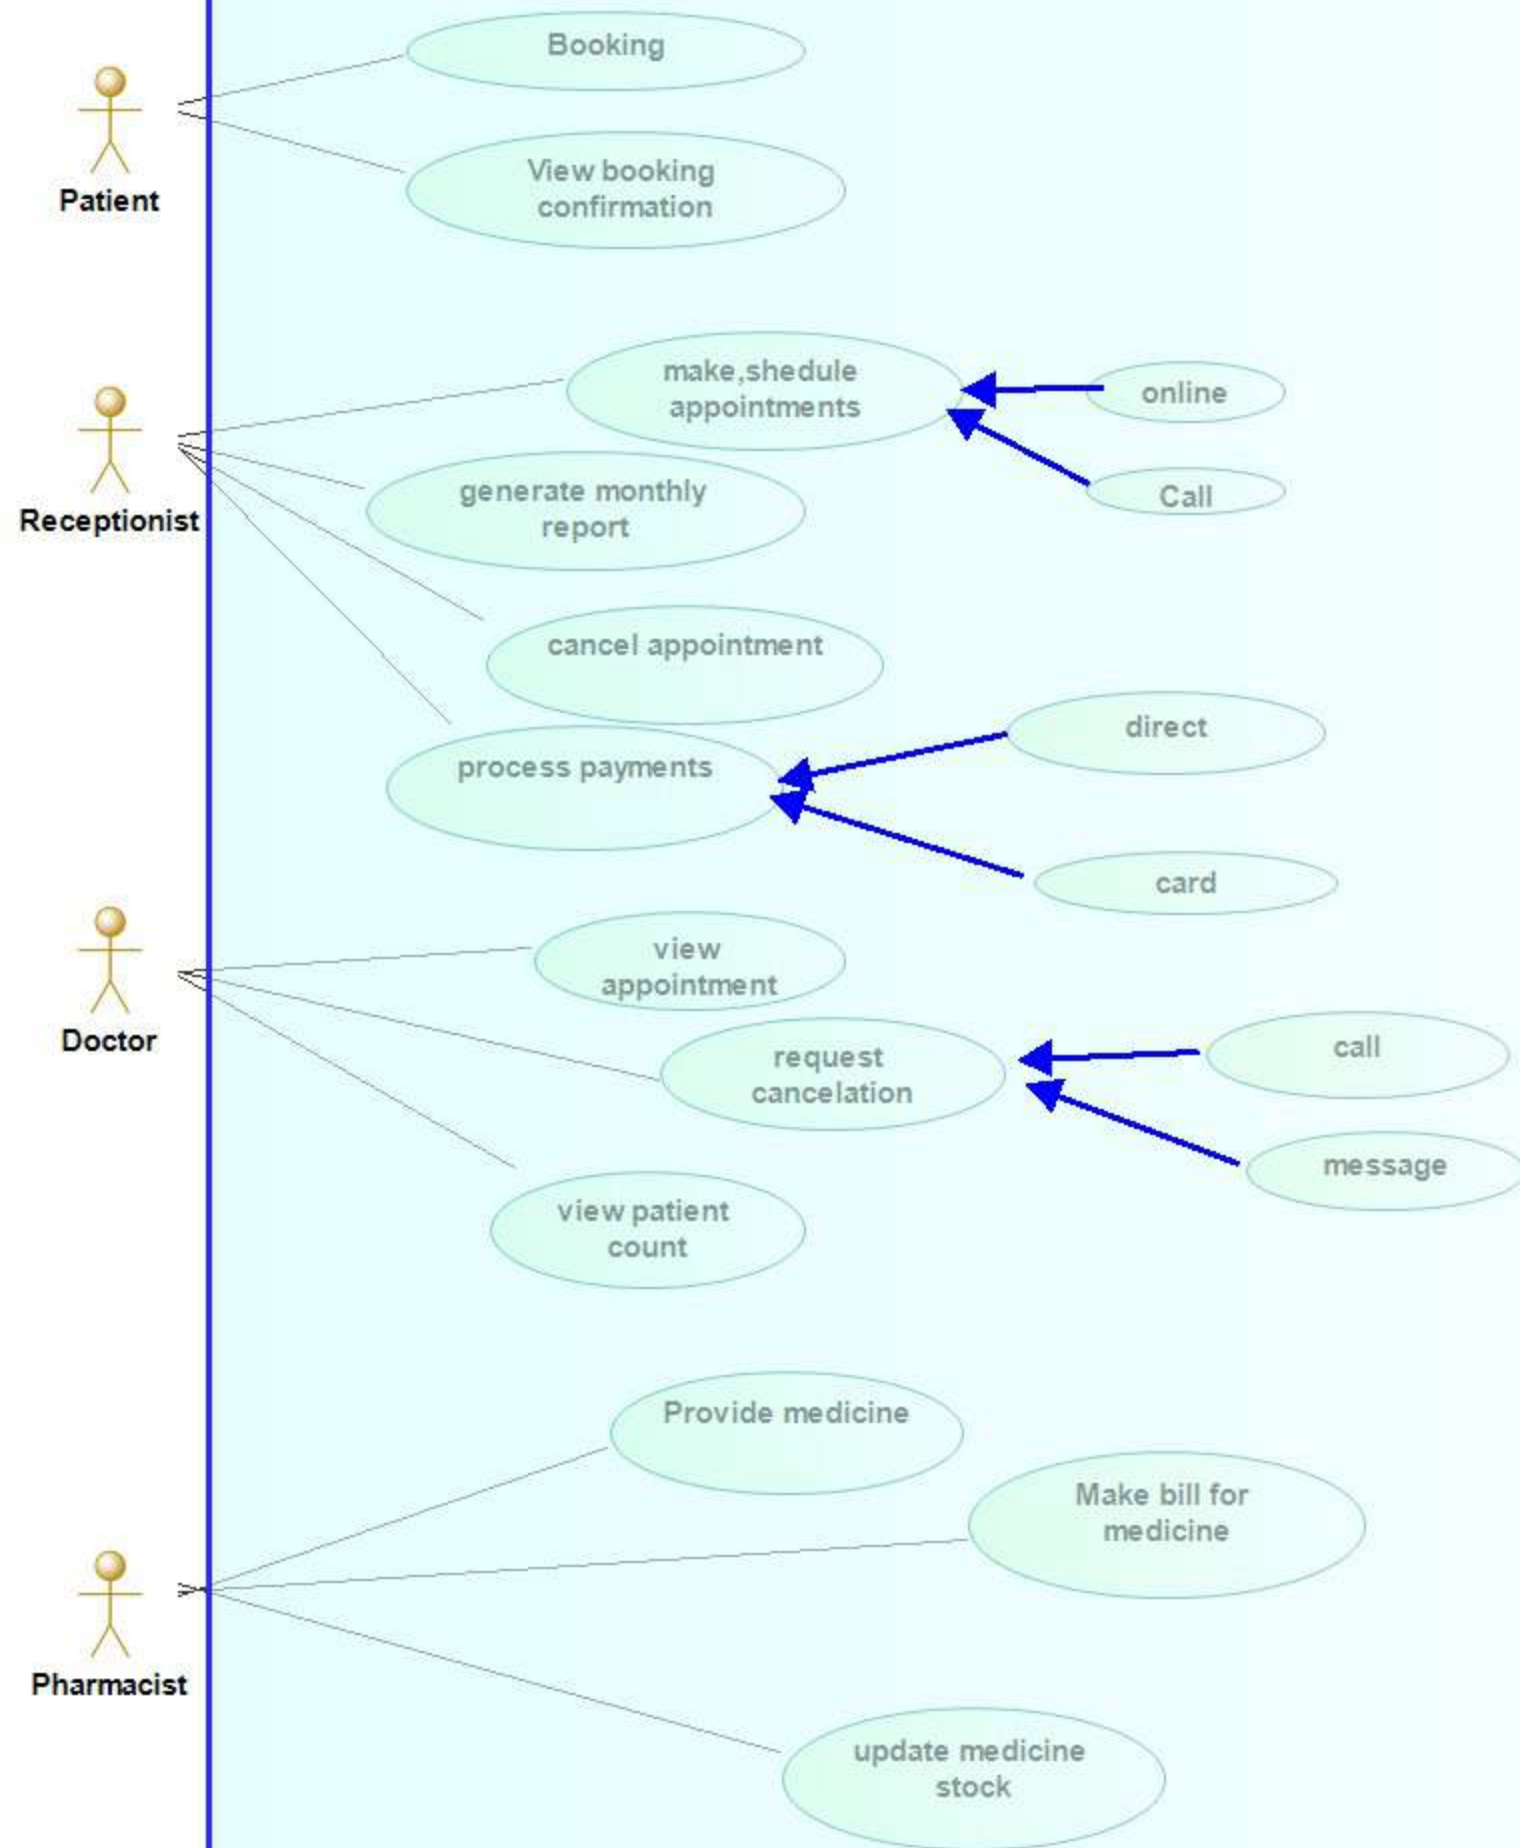 Booking
Patient
View booking
confirmation
make,shedule
appointments
online
Receptionist
generate monthly
report
Call
cancel appointment
process payments
direct
card
Doctor
view
appointment
request
cancelation
call
message
view patient
count
Provide medicine
Make bill for
medicine
Pharmacist
update medicine
stock